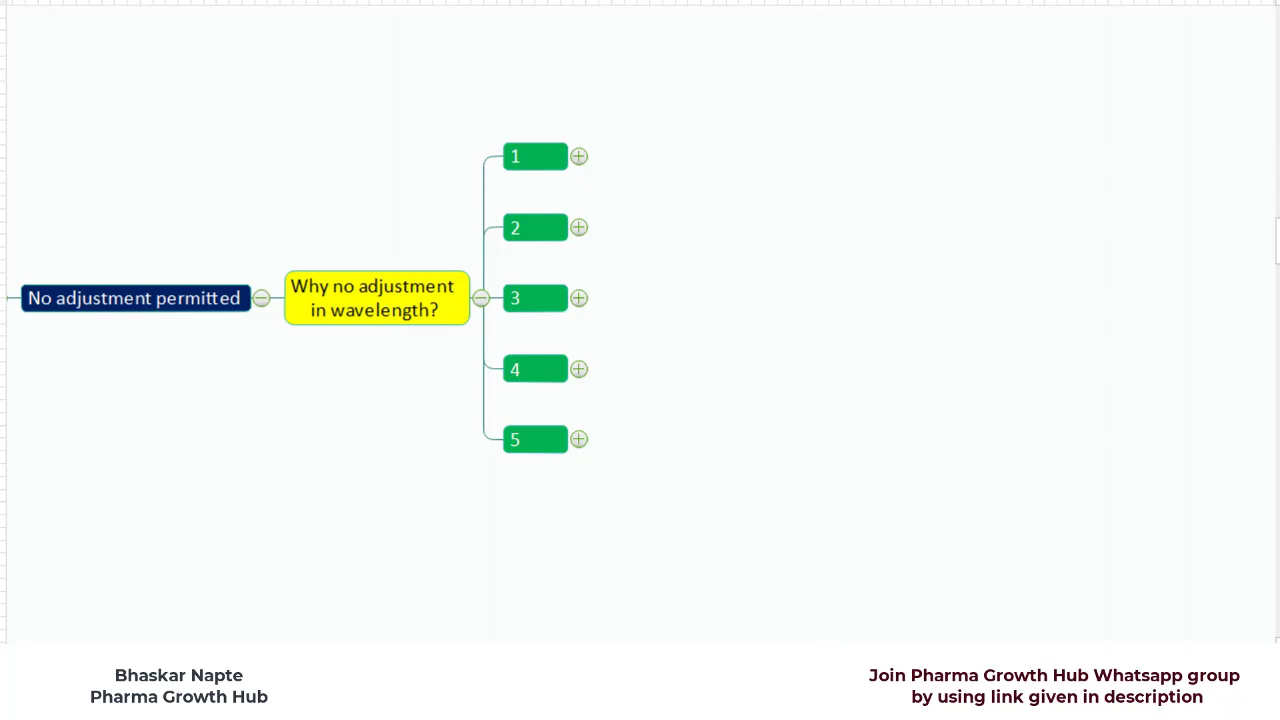 1
2
No adjustment permitted
Why no adjustment
in wavelength?
3
4
5
Bhaskar Napte
Pharma Growth Hub
Join Pharma Growth Hub Whatsapp group
by using link given in description